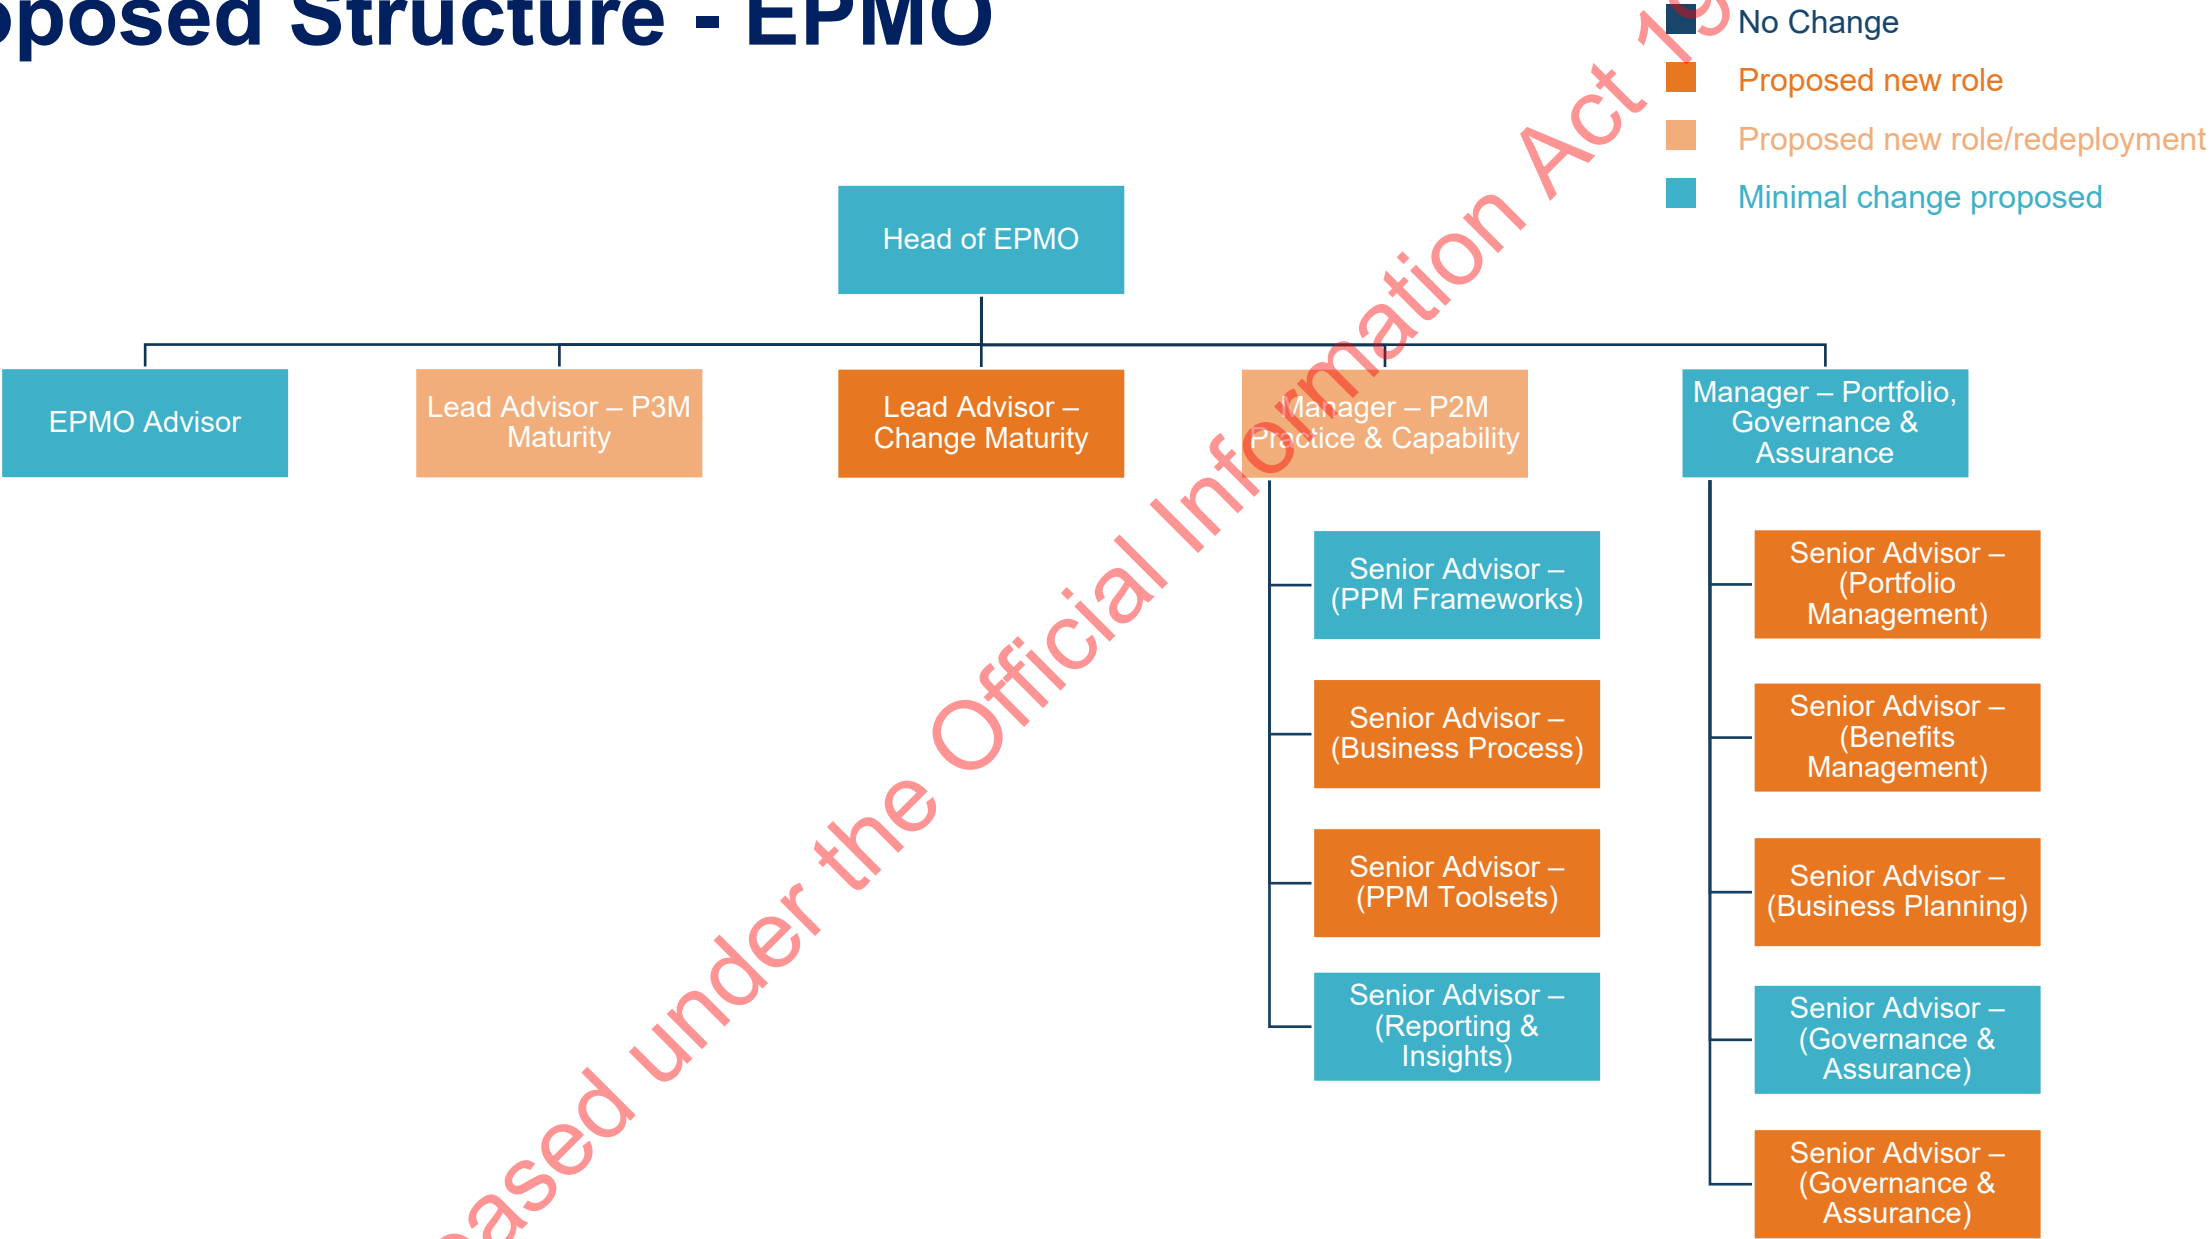 posed Structure - EPMO
No Change
Proposed new role
Proposed new role/redeployment
Minimal change proposed
Head of EPMO
EPMO Advisor
Lead Advisor – P3M
Maturity
Lead Advisor –
Change Maturity
Manager – P2M
Practice & Capability
Manager – Portfolio,
Governance &
Assurance
Senior Advisor –
(PPM Frameworks)
Senior Advisor –
(Business Process)
Senior Advisor –
(PPM Toolsets)
Senior Advisor –
(Reporting &
Insights)
Senior Advisor –
(Portfolio
Management)
Senior Advisor –
(Benefits
Management)
Senior Advisor –
(Business Planning)
Senior Advisor –
(Governance &
Assurance)
Senior Advisor –
(Governance &
Assurance)
ased under the Official Information Act 19